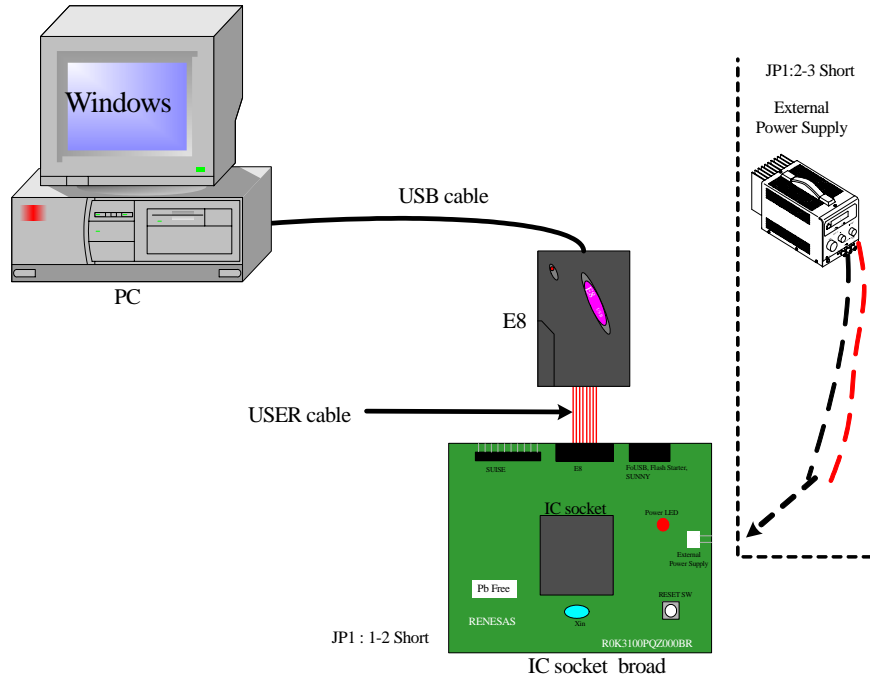 Windows
JP1:2-3 Short
External
Power Supply
USB cable
PC
E8
E8
USER cable
SUISE
E8
FoUSB, Flash Starter,
SUNNY
IC socket
Power LED
External
Power Supply
Pb Free
RESET SW
RENESAS
Xin
JP1 : 1-2 Short
R0K3100PQZ000BR
IC socket broad